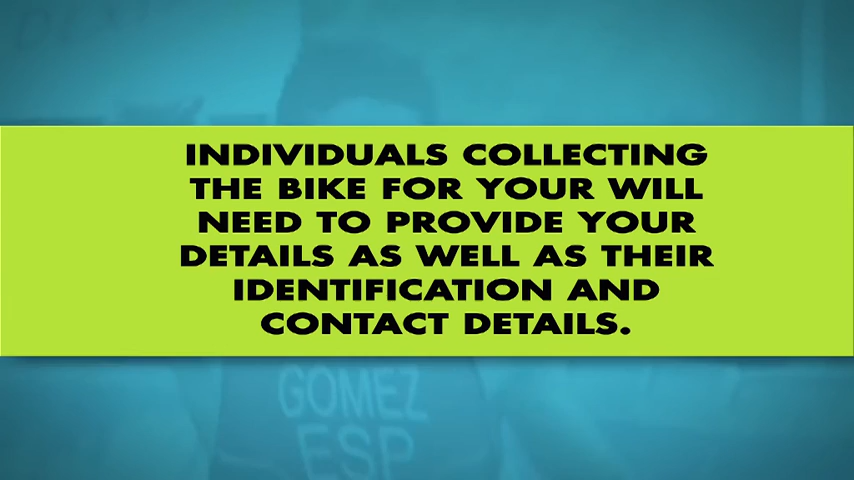 INDIVIDUALS COLLECTING
THE BIKE FOR YOUR WILL
NEED TO PROVIDE YOUR
DETAILS AS WELL AS THEIR
IDENTIFICATION AND
CONTACT DETAILS.
GOMEZ
ESP